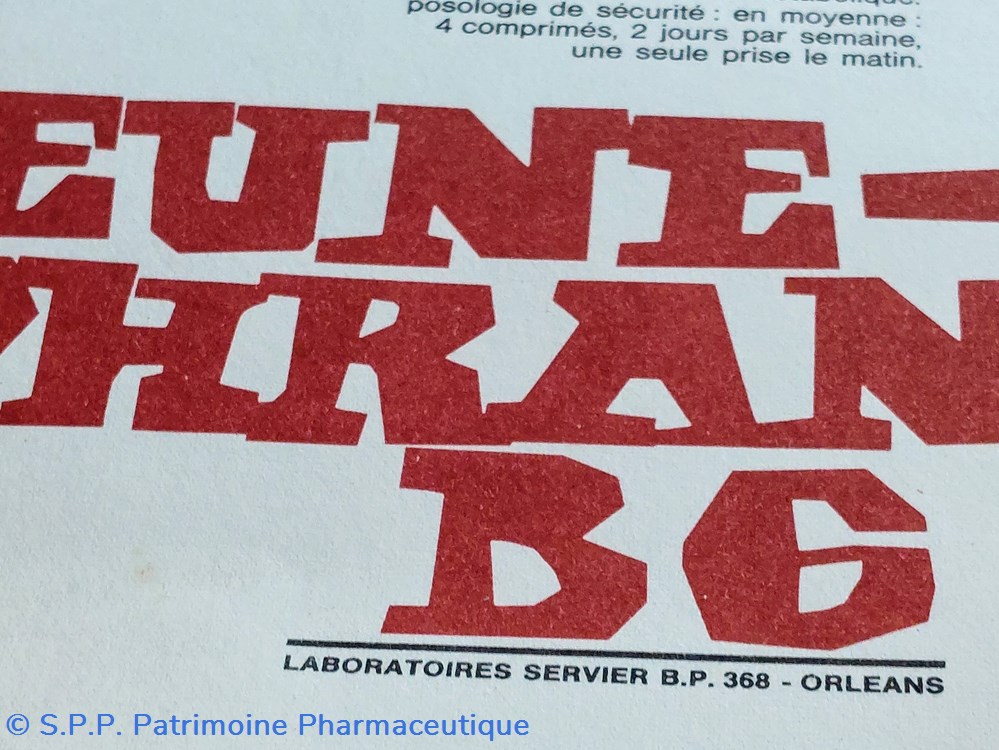 posologie de sécurité : en moyenne :
4 comprimés, 2 jours par semaine,
une seule prise le matin.
EUNE-
HRAN
B6
LABORATOIRES SERVIER B.P. 368 - ORLEANS
© S.P.P. Patrimoine Pharmaceutique